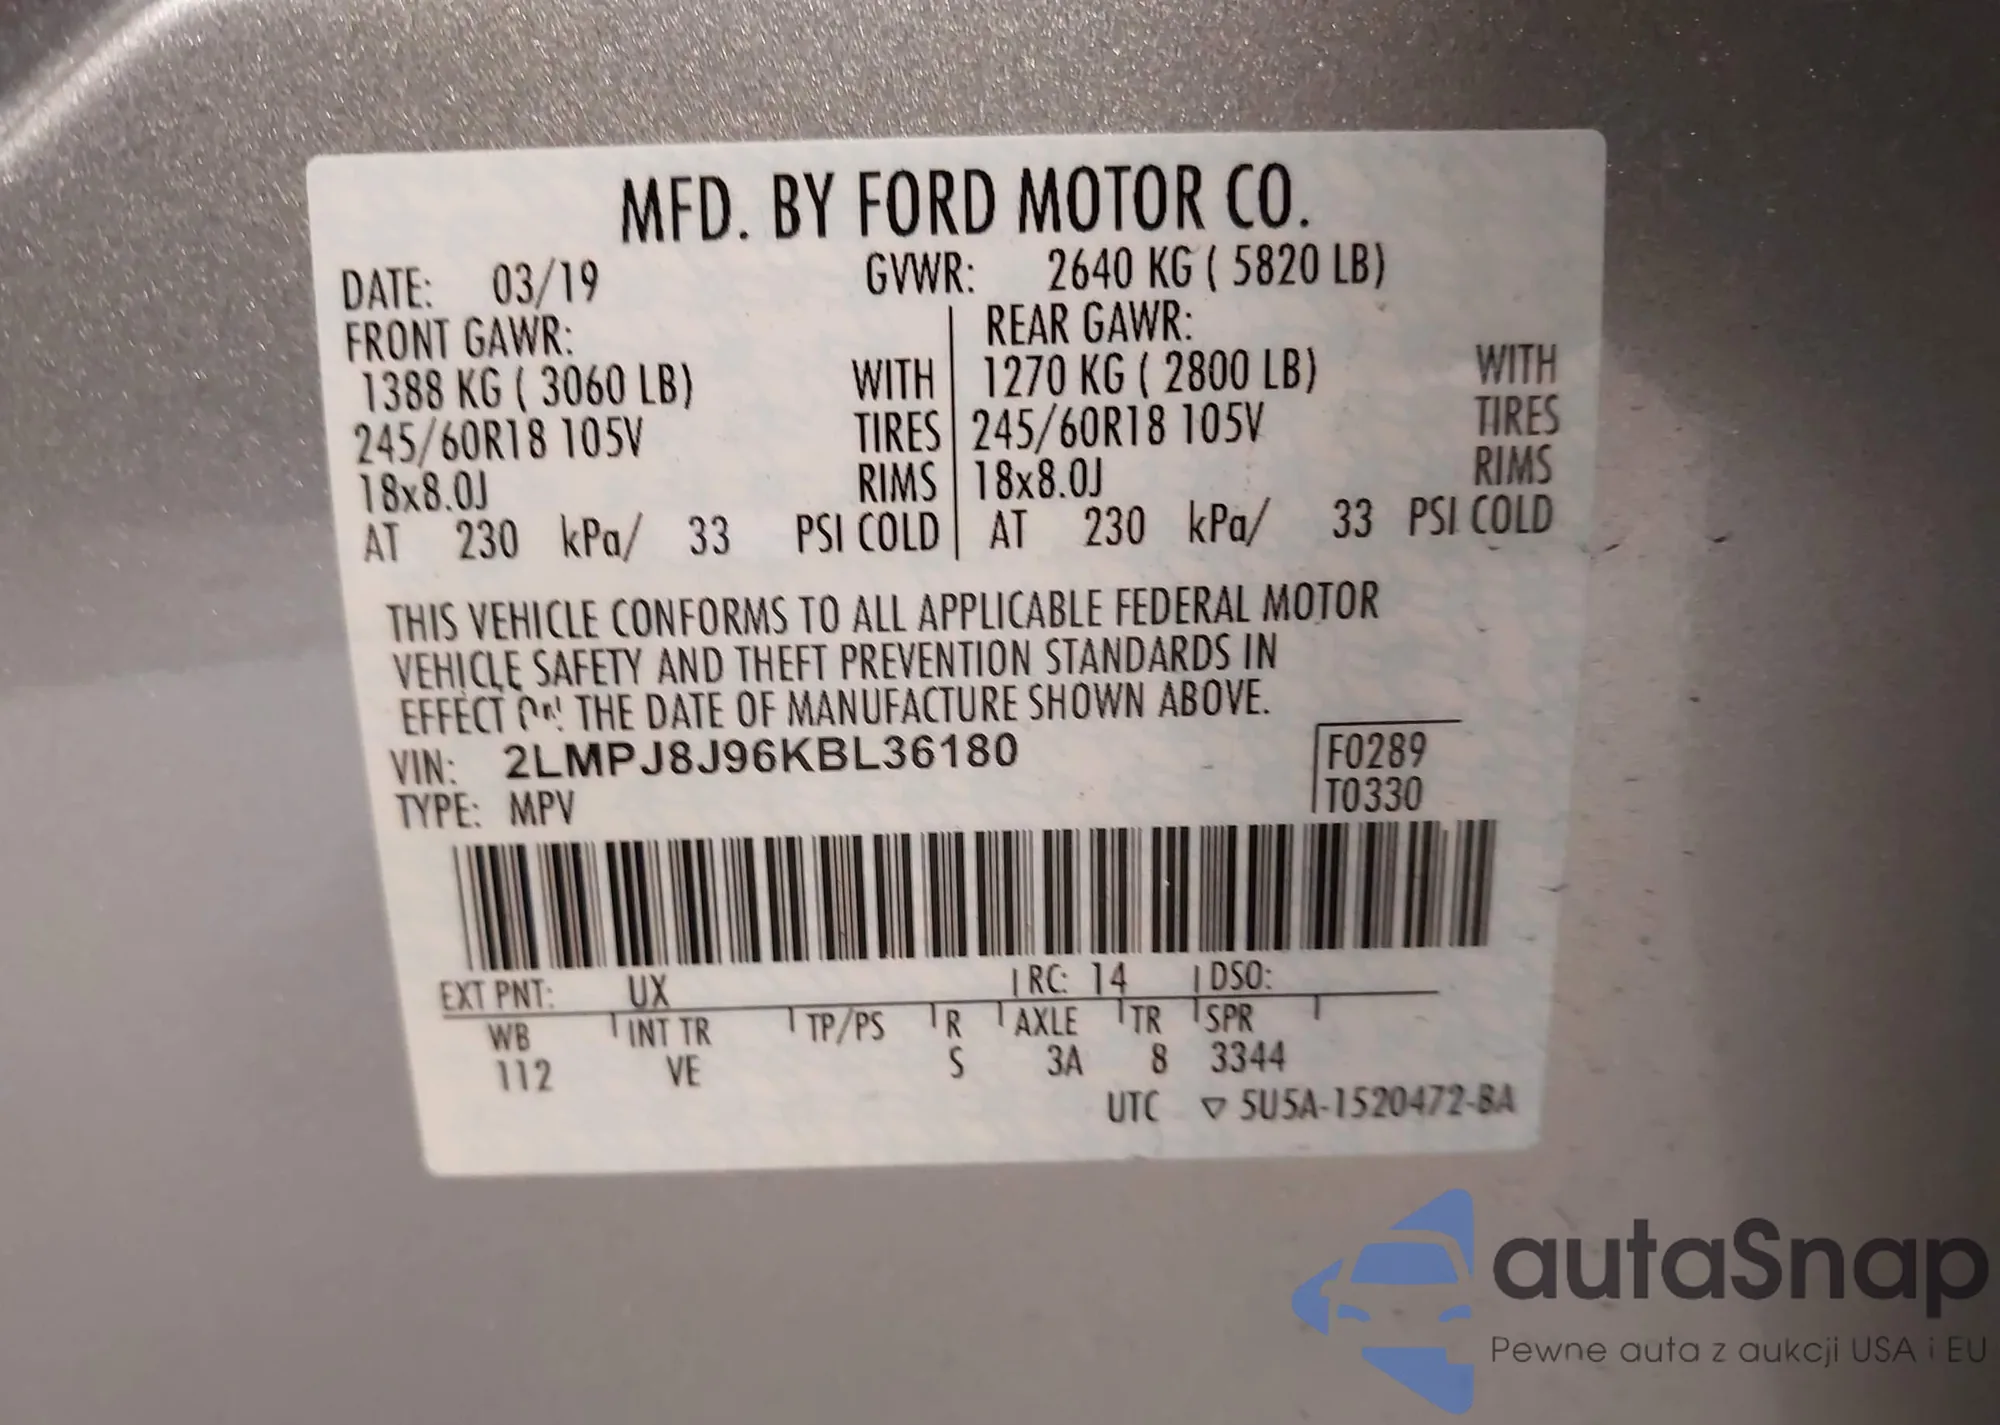 MFD. BY FORD MOTOR CO.
DATE: 03/19 GVWR: 2640 KG ( 5820 LB)
FRONT GAWR: REAR GAWR:
1388 KG ( 3060 LB) WITH 1270 KG ( 2800 LB) WITH
245/60R18 105V TIRES 245/60R18 105V TIRES
18x8.0J RIMS 18x8.0J RIMS
AT 230 kPa/ 33 PSI COLD AT 230 kPa/ 33 PSI COLD
THIS VEHICLE CONFORMS TO ALL APPLICABLE FEDERAL MOTOR
VEHICLE SAFETY AND THEFT PREVENTION STANDARDS IN
EFFECT ON THE DATE OF MANUFACTURE SHOWN ABOVE.
VIN: 2LMPJ8J96KBL36180 F0289
TYPE: MPV T0330
EXT PNT: UX RC: 14 DSO:
WB INT TR TP/PS R AXLE TR SPR
112 VE S 3A 8 3344
UTC ▽ 5U5A-1520472-BA
autaSnap
Pewne auta z aukcji USA i EU